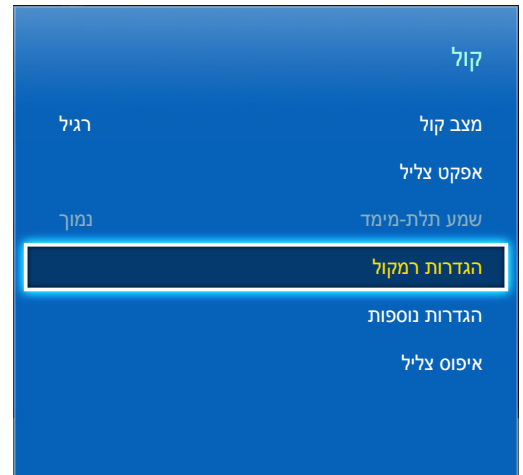 קול
מצב קול רגיל
אפקט צליל
שמע תלת-מימד נמוך
הגדרות רמקול
הגדרות נוספות
איפוס צליל